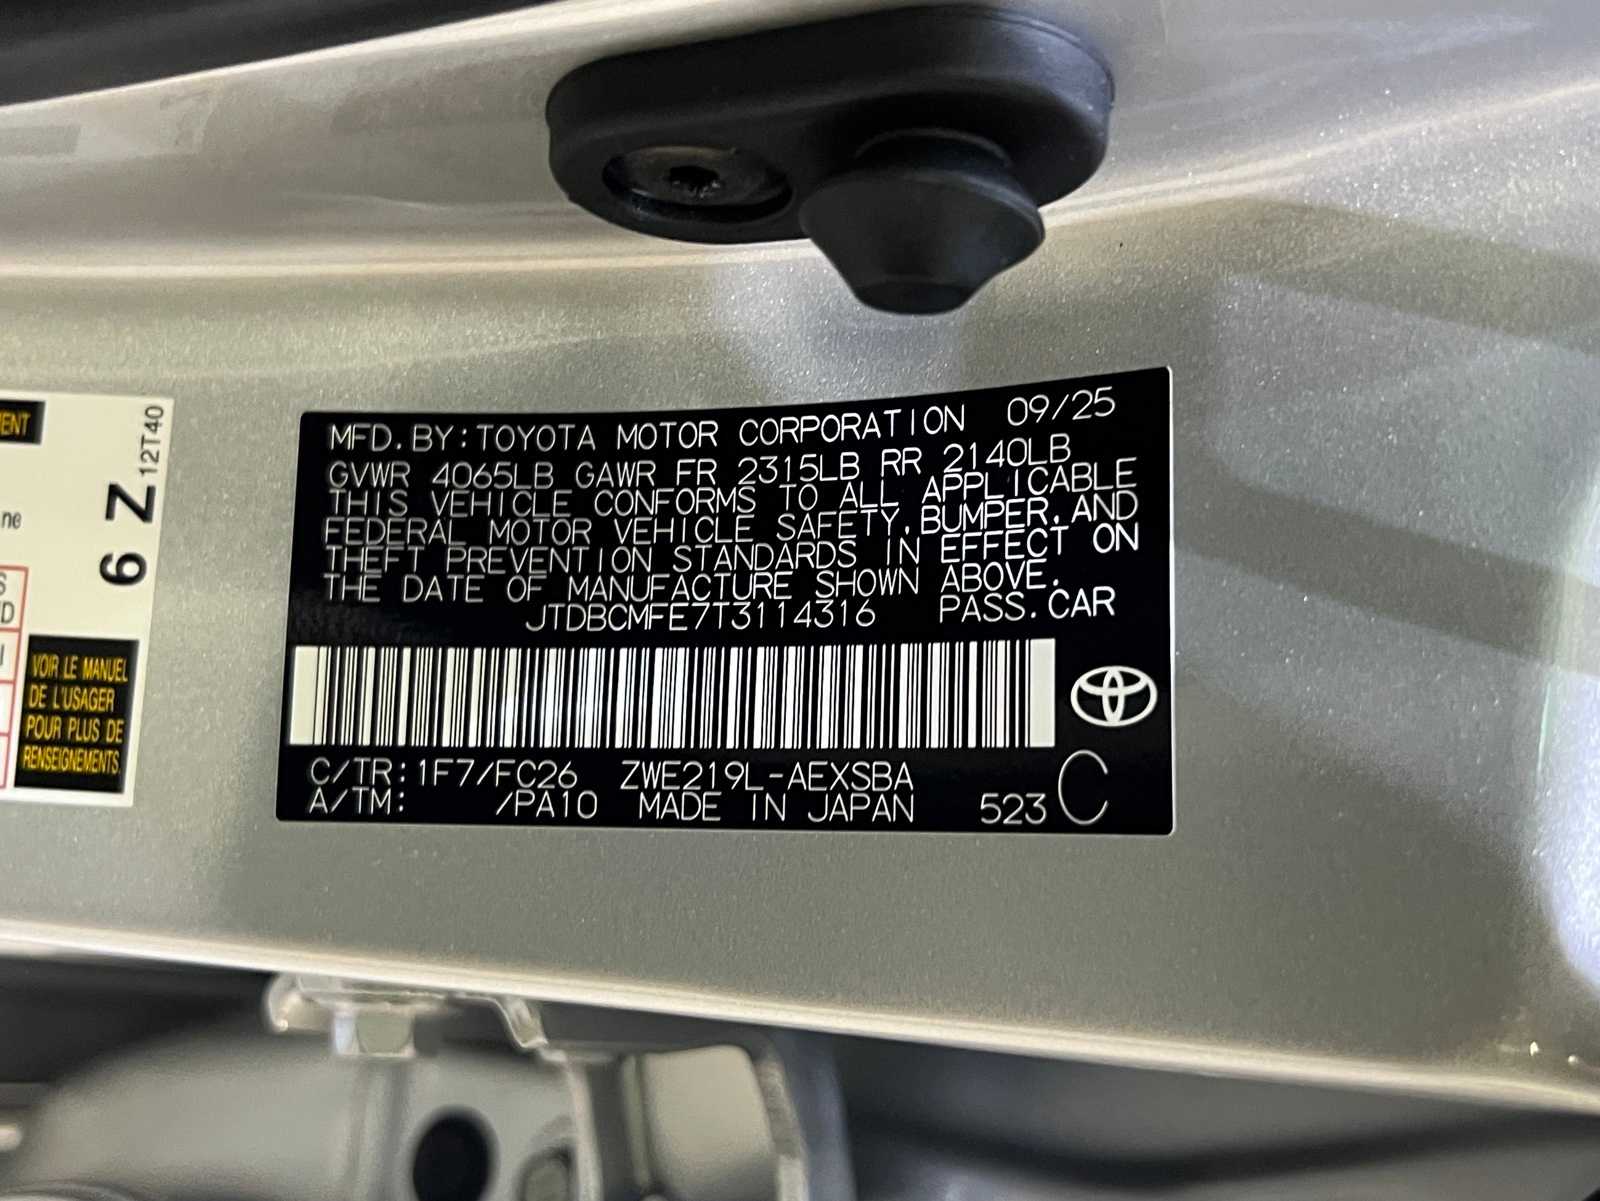 MENT
12T40
6 Z
ne
S
D
I
VOIR LE MANUEL
DE L'USAGER
POUR PLUS DE
RENSEIGNEMENTS.
MFD. BY: TOYOTA MOTOR CORPORATION 09/25
GVWR 4065LB GAWR FR 2315LB RR 2140LB
THIS VEHICLE CONFORMS TO ALL APPLICABLE
FEDERAL MOTOR VEHICLE SAFETY, BUMPER, AND
THEFT PREVENTION STANDARDS IN EFFECT ON
THE DATE OF MANUFACTURE SHOWN ABOVE.
JTDBCMFE7T3114316 PASS. CAR
C/TR: 1F7/FC26 ZWE219L-AEXSBA
A/TM: /PA10 MADE IN JAPAN 523 C